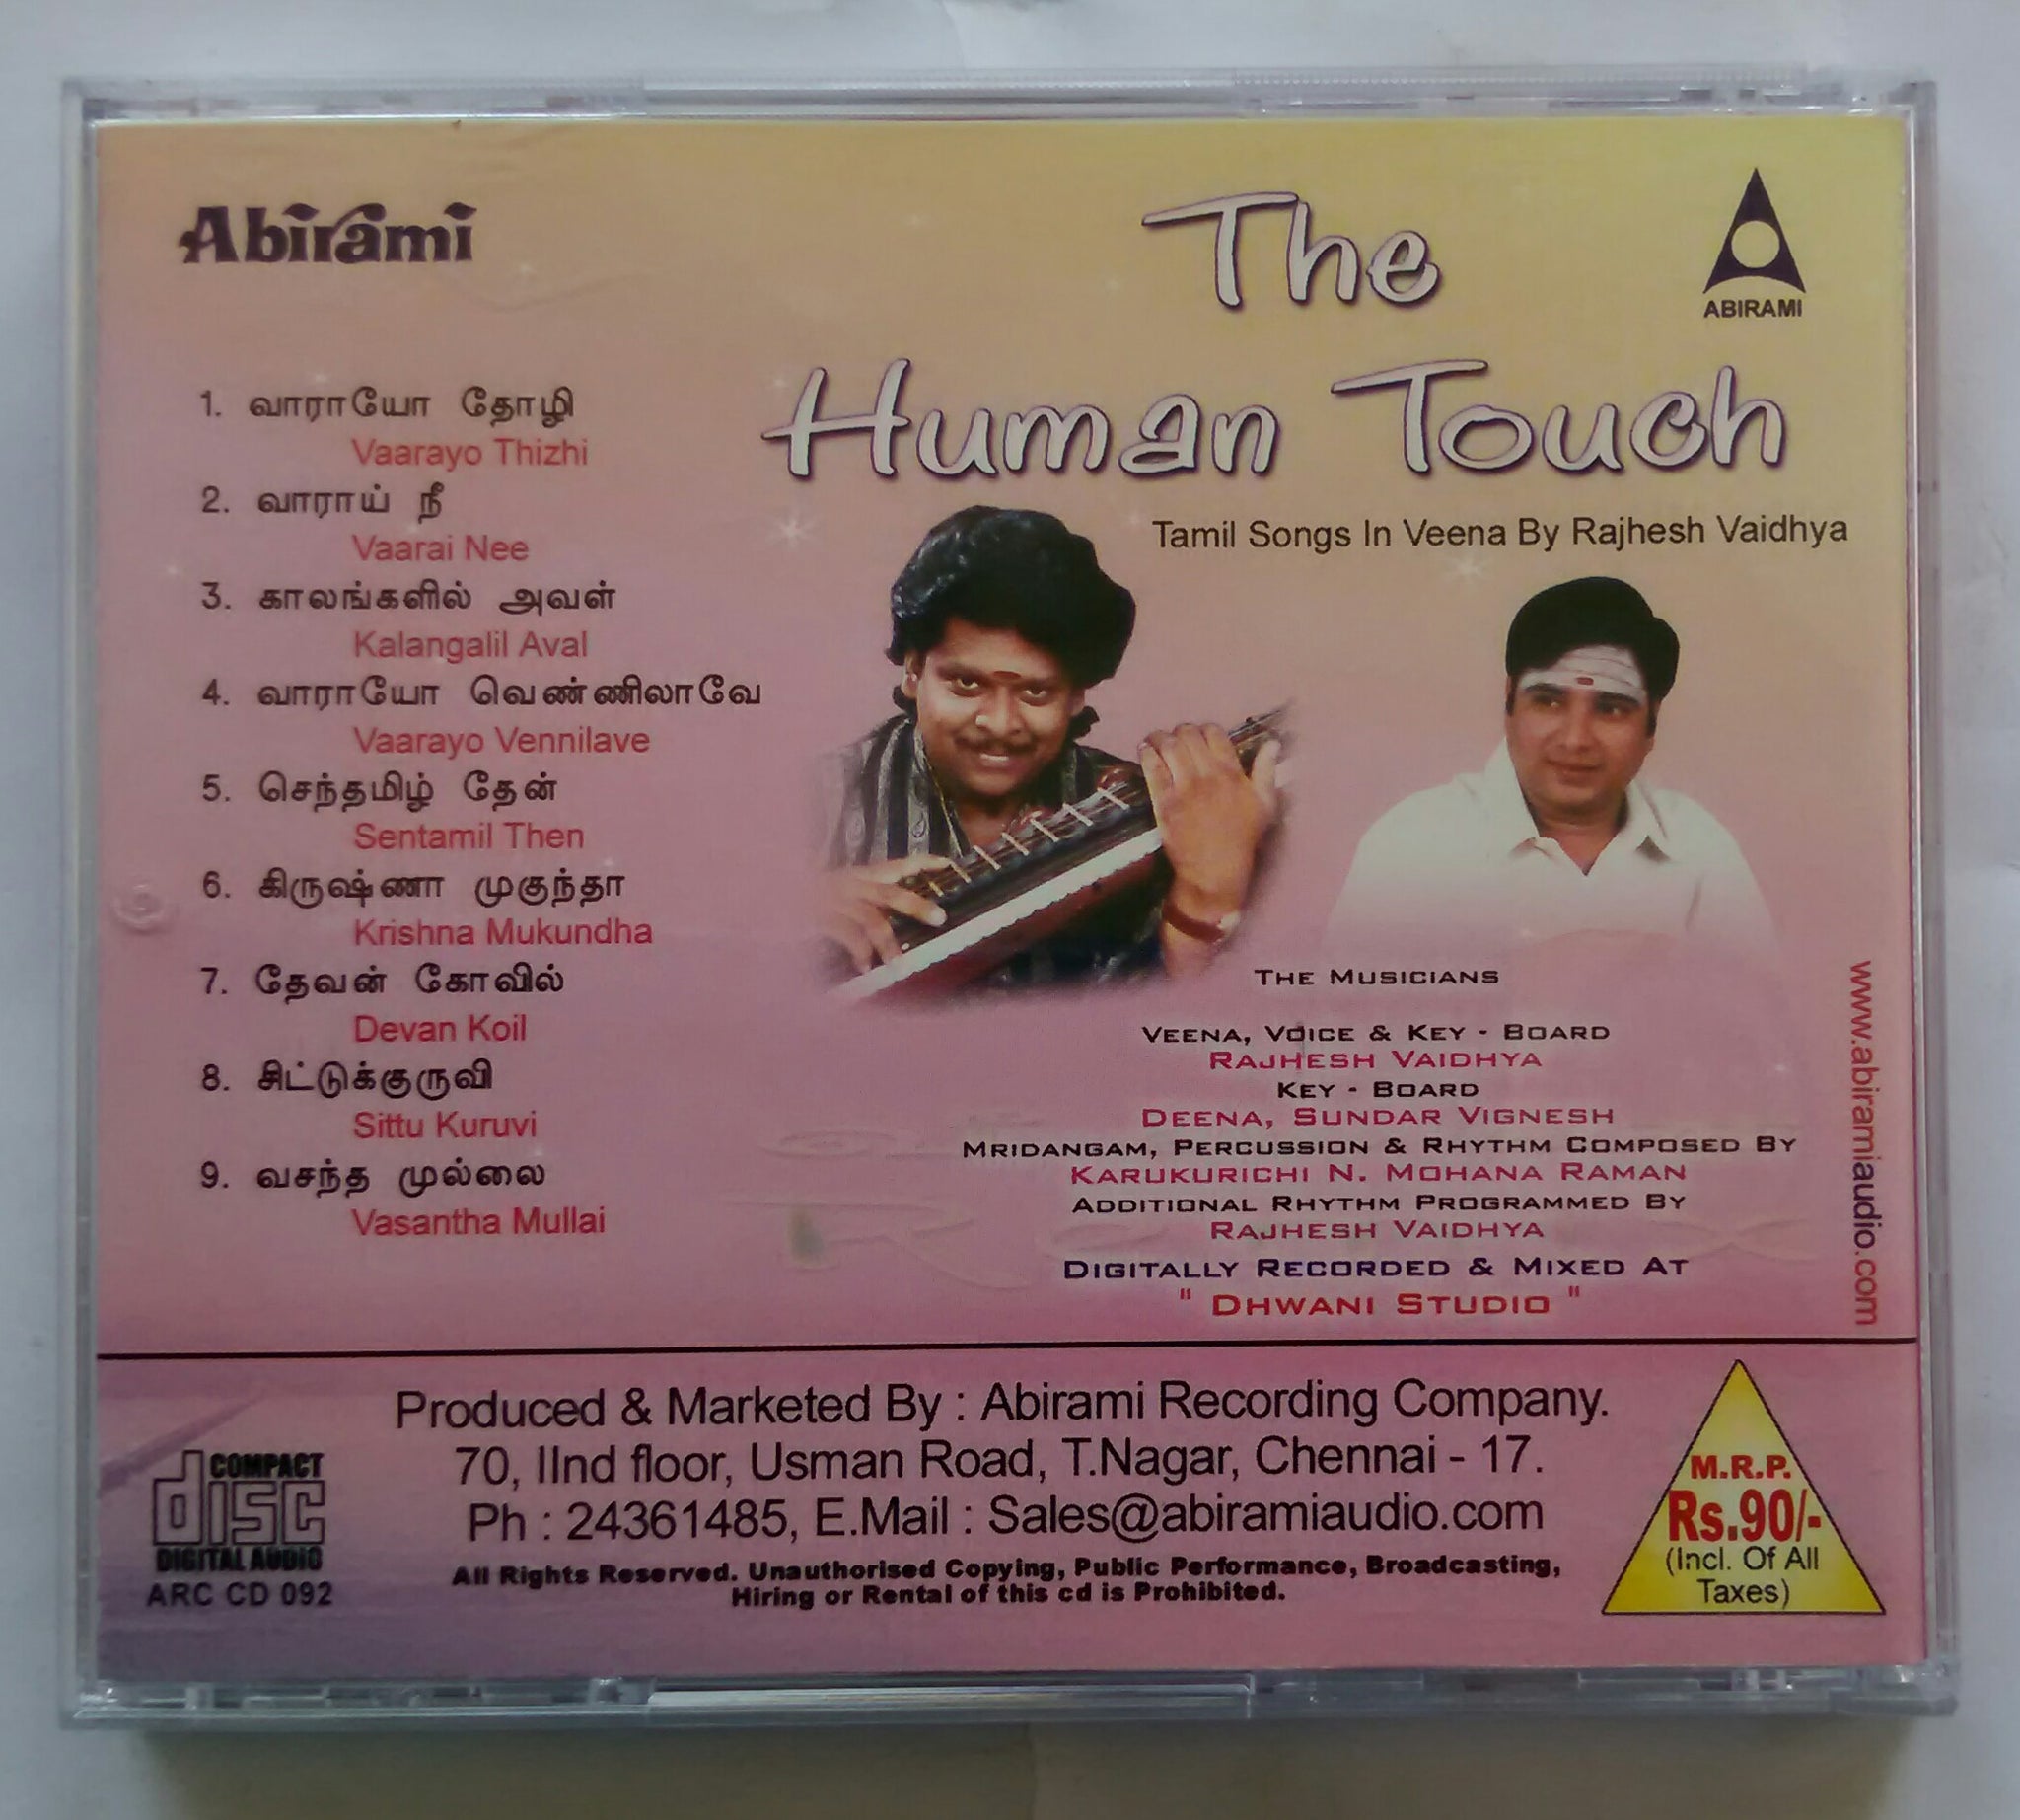 Abirami
The
Human Touch
ABIRAMI
Tamil Songs In Veena By Rajhesh Vaidhya
1. வாராயோ தோழி
Vaarayo Thizhi
2. வாராய் நீ
Vaarai Nee
3. காலங்களில் அவள்
Kalangalil Aval
4. வாராயோ வெண்ணிலாவே
Vaarayo Vennilave
5. செந்தமிழ் தேன்
Sentamil Then
6. கிருஷ்ணா முகுந்தா
Krishna Mukundha
7. தேவன் கோவில்
Devan Koil
8. சிட்டுக்குருவி
Sittu Kuruvi
9. வசந்த முல்லை
Vasantha Mullai
The Musicians
Veena, Voice & Key - Board
Rajhesh Vaidhya
Key - Board
Deena, Sundar Vignesh
Mridangam, Percussion & Rhythm Composed By
Karukurichi N. Mohana Raman
Additional Rhythm Programmed By
Rajhesh Vaidhya
Digitally Recorded & Mixed At
" Dhwani Studio "
www.abiramiaudio.com
Produced & Marketed By : Abirami Recording Company.
70, IInd floor, Usman Road, T.Nagar, Chennai - 17.
Ph : 24361485, E.Mail : Sales@abiramiaudio.com
All Rights Reserved. Unauthorised Copying, Public Performance, Broadcasting,
Hiring or Rental of this cd is Prohibited.
COMPACT
disc
DIGITAL AUDIO
ARC CD 092
M.R.P.
Rs.90/-
(Incl. Of All
Taxes)